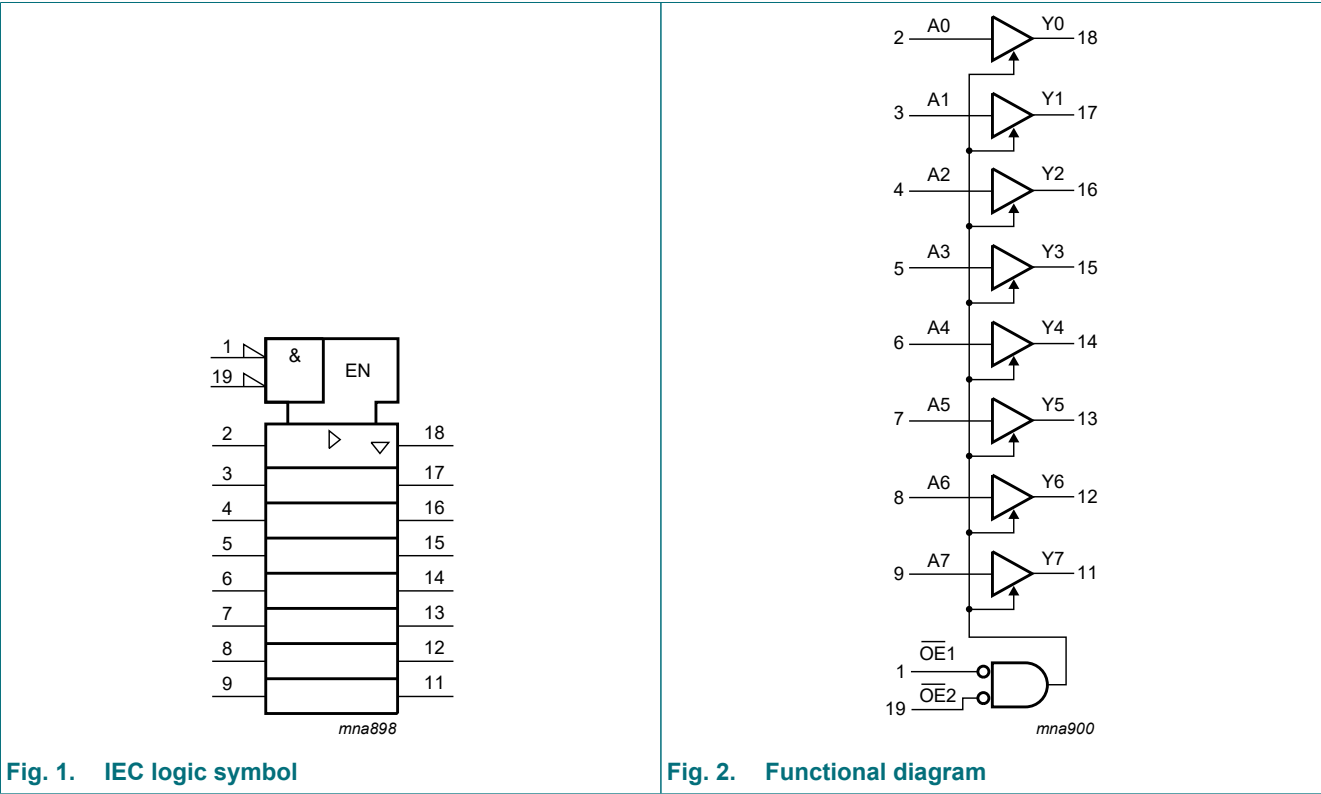 1
19
&
EN
2
18
3
17
4
16
5
15
6
14
7
13
8
12
9
11
mna898
Fig. 1. IEC logic symbol
2 A0 Y0 18
3 A1 Y1 17
4 A2 Y2 16
5 A3 Y3 15
6 A4 Y4 14
7 A5 Y5 13
8 A6 Y6 12
9 A7 Y7 11
1 O̅E̅1
19 O̅E̅2
mna900
Fig. 2. Functional diagram